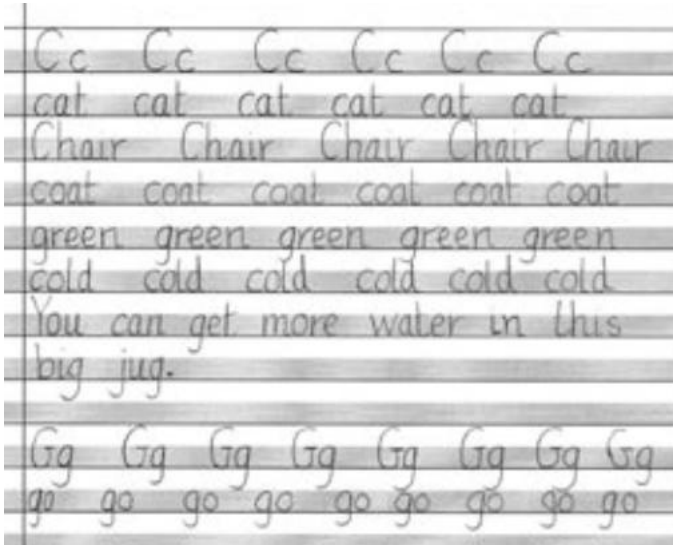 Cc Cc Cc Cc Cc Cc
cat cat cat cat cat cat
Chair Chair Chair Chair Chair
coat coat coat coat coat coat
green green green green green
cold cold cold cold cold cold
You can get more water in this
big jug.
Gg Gg Gg Gg Gg Gg Gg Gg
go go go go go go go go go